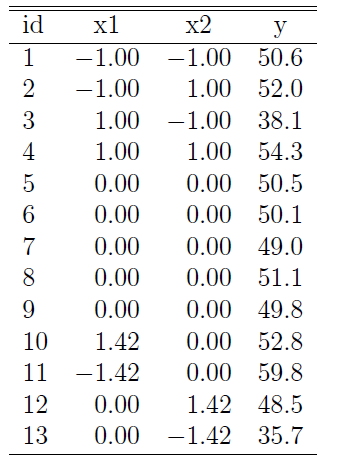 id x1 x2 y
1 −1.00 −1.00 50.6
2 −1.00 1.00 52.0
3 1.00 −1.00 38.1
4 1.00 1.00 54.3
5 0.00 0.00 50.5
6 0.00 0.00 50.1
7 0.00 0.00 49.0
8 0.00 0.00 51.1
9 0.00 0.00 49.8
10 1.42 0.00 52.8
11 −1.42 0.00 59.8
12 0.00 1.42 48.5
13 0.00 −1.42 35.7